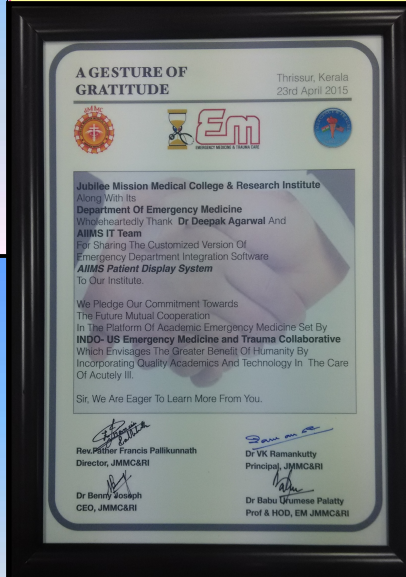 A GESTURE OF
GRATITUDE
Thrissur, Kerala
23rd April 2015
JMMC
Em
EMERGENCY MEDICINE & TRAUMA CARE
Jubilee Mission Medical College & Research Institute
Along With Its
Department Of Emergency Medicine
Wholeheartedly Thank Dr Deepak Agarwal And
AIIMS IT Team
For Sharing The Customized Version Of
Emergency Department Integration Software
AIIMS Patient Display System
To Our Institute.
We Pledge Our Commitment Towards
The Future Mutual Cooperation
In The Platform Of Academic Emergency Medicine Set By
INDO- US Emergency Medicine and Trauma Collaborative
Which Envisages The Greater Benefit Of Humanity By
Incorporating Quality Academics And Technology In The Care
Of Acutely Ill.
Sir, We Are Eager To Learn More From You.
Rev.Father Francis Pallikunnath
Director, JMMC&RI
Dr VK Ramankutty
Principal, JMMC&RI
Dr Benny Joseph
CEO, JMMC&RI
Dr Babu Urumese Palatty
Prof & HOD, EM JMMC&RI